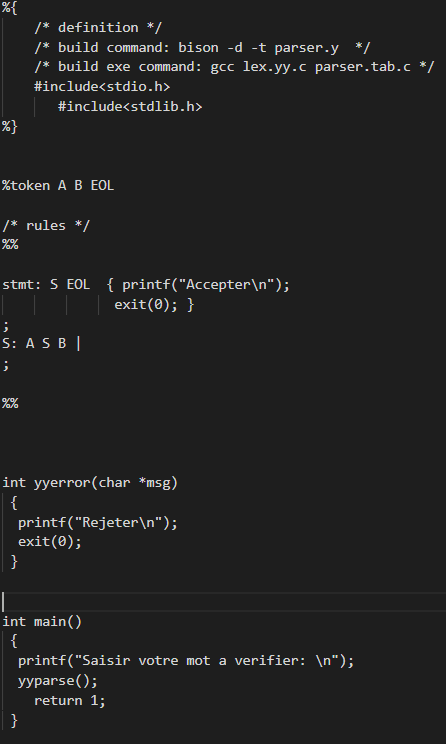 %{
    /* definition */
    /* build command: bison -d -t parser.y  */
    /* build exe command: gcc lex.yy.c parser.tab.c */
    #include<stdio.h>
       #include<stdlib.h>
%}
%token A B EOL
/* rules */
%%
stmt: S EOL  { printf("Accepter\n");
              exit(0); }
;
S: A S B |
;
%%
int yyerror(char *msg)
 {
  printf("Rejeter\n");
  exit(0);
 }
int main()
 {
  printf("Saisir votre mot a verifier: \n");
  yyparse();
    return 1;
 }